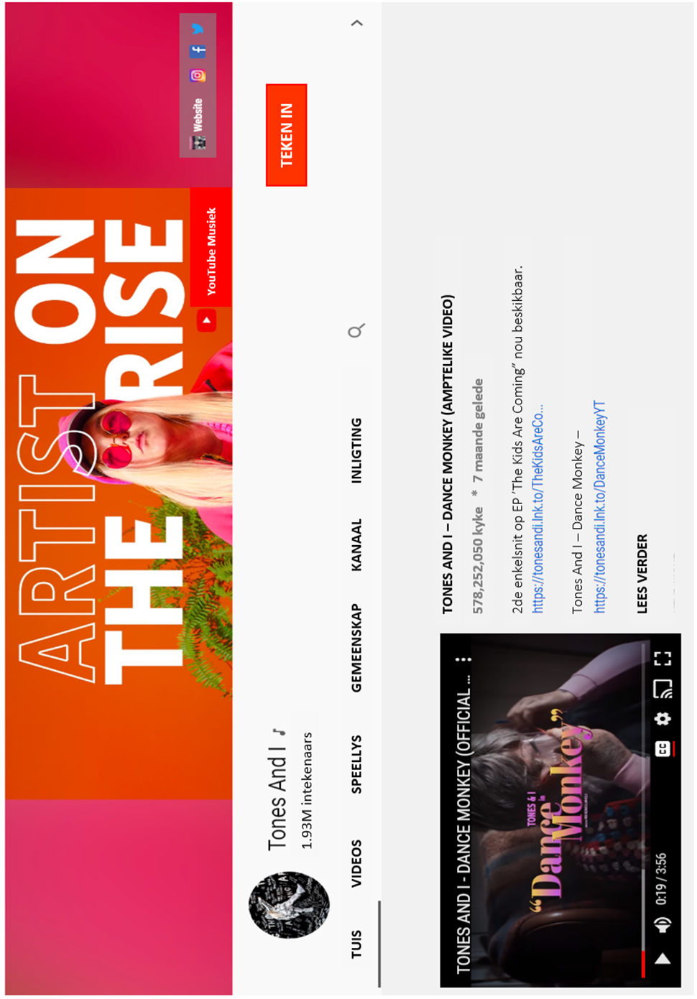 ARTIST ON
THE RISE
Website
YouTube Musiek
Tones And I ♪
1.93M intekenaars
TEKEN IN
TUIS VIDEOS SPEELLYS GEMEENSKAP KANAAL INLIGTING
TONES AND I - DANCE MONKEY (OFFICIAL ...
TONES & I
in
“Dance
Monkey”
0:19 / 3:56
CC
TONES AND I – DANCE MONKEY (AMPTELIKE VIDEO)
578,252,050 kyke * 7 maande gelede
2de enkelsnit op EP ‘The Kids Are Coming” nou beskikbaar.
https://tonesandi.lnk.to/TheKidsAreCo...
Tones And I – Dance Monkey –
https://tonesandi.lnk.to/DanceMonkeyYT
LEES VERDER